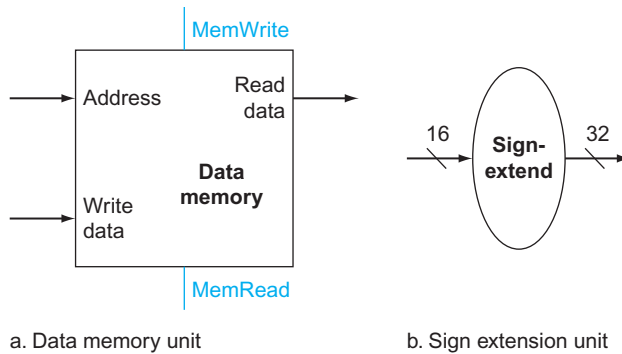 MemWrite
Address
Read
data
Data
memory
Write
data
MemRead
a. Data memory unit
16
Sign-
extend
32
b. Sign extension unit